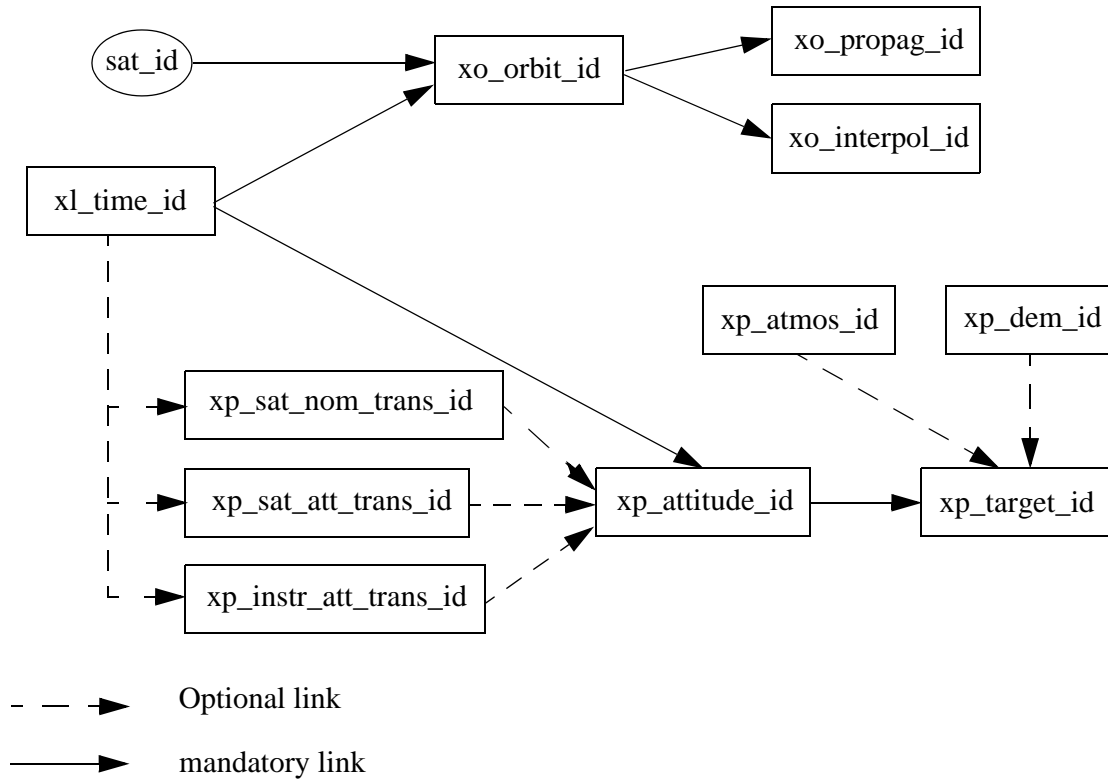 sat_id
xo_orbit_id
xo_propag_id
xo_interpol_id
xl_time_id
xp_atmos_id
xp_dem_id
xp_sat_nom_trans_id
xp_sat_att_trans_id
xp_attitude_id
xp_target_id
xp_instr_att_trans_id
Optional link
mandatory link